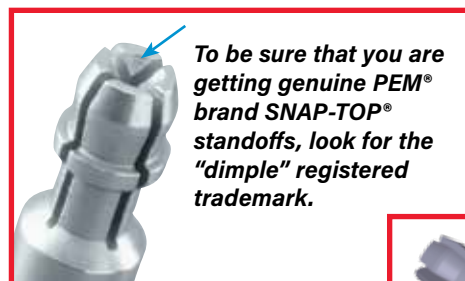 To be sure that you are
getting genuine PEM®
brand SNAP-TOP®
standoffs, look for the
“dimple” registered
trademark.